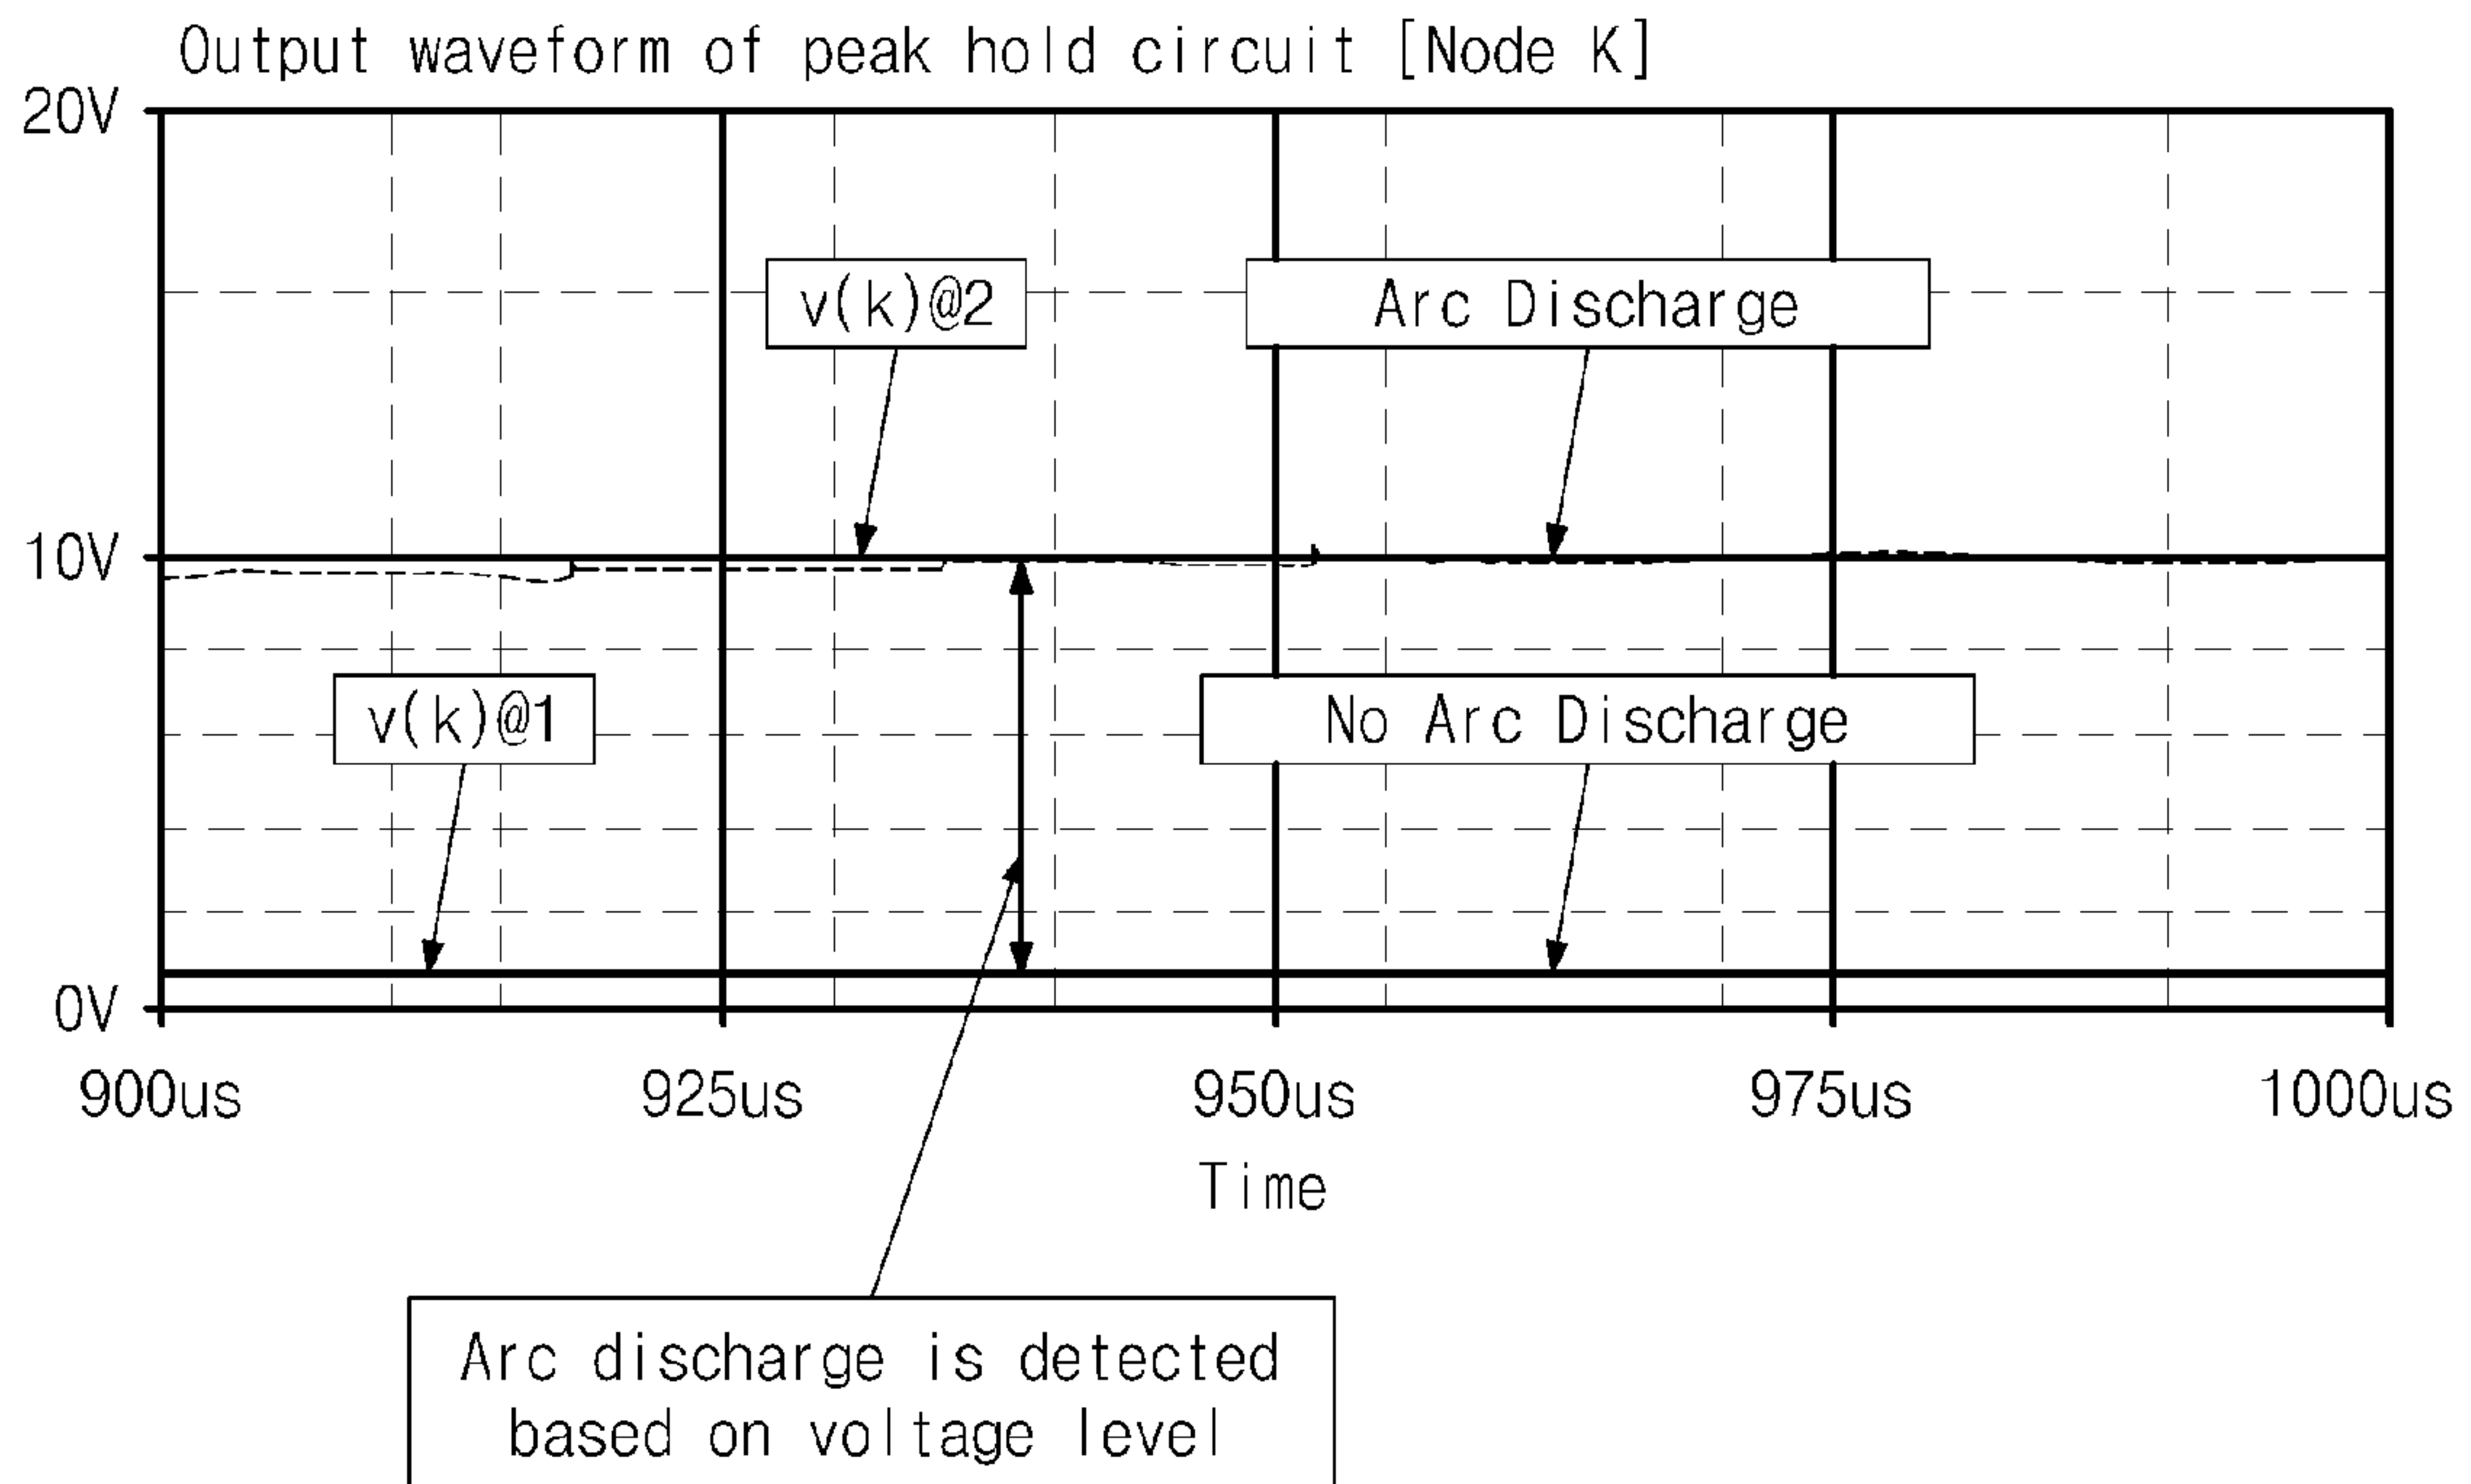 Output waveform of peak hold circuit [Node K]
20V
v(k)@2
Arc Discharge
10V
v(k)@1
No Arc Discharge
0V
900us
925us
950us
975us
1000us
Time
Arc discharge is detected
based on voltage level